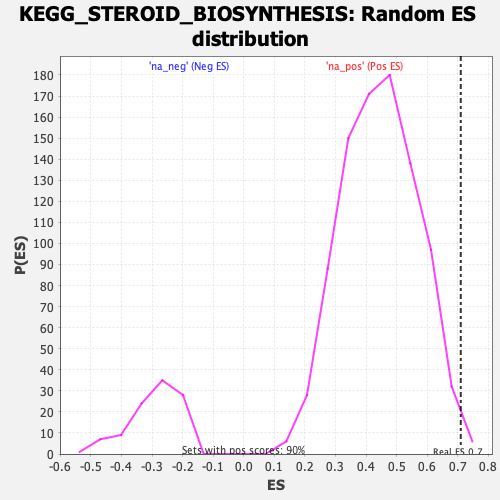 KEGG_STEROID_BIOSYNTHESIS: Random ES
distribution
'na_neg' (Neg ES)
'na_pos' (Pos ES)
180
170
160
150
140
130
120
110
100
90
80
70
60
50
40
30
20
10
0
P(ES)
Sets with pos scores: 90%
Real ES 0.7
-0.6 -0.5 -0.4 -0.3 -0.2 -0.1 0.0 0.1 0.2 0.3 0.4 0.5 0.6 0.7 0.8
ES